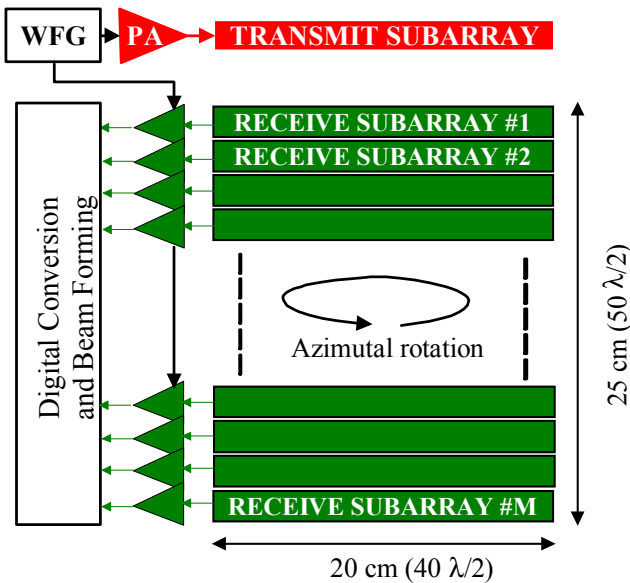 WFG
PA
TRANSMIT SUBARRAY
RECEIVE SUBARRAY #1
RECEIVE SUBARRAY #2
Digital Conversion
and Beam Forming
Azimutal rotation
25 cm (50 λ/2)
RECEIVE SUBARRAY #M
20 cm (40 λ/2)